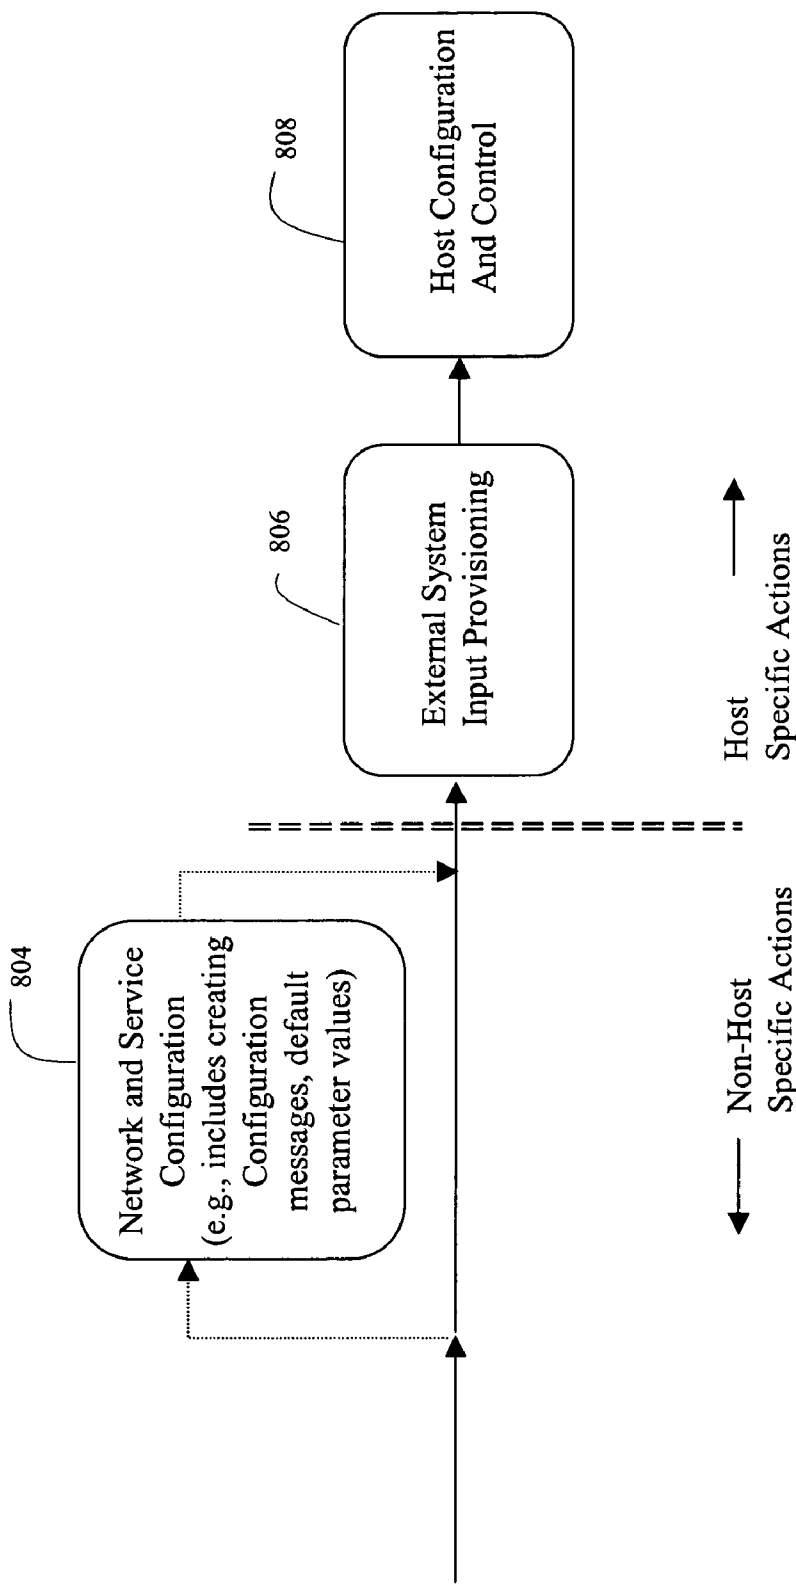 804
Network and Service
Configuration
(e.g., includes creating
Configuration
messages, default
parameter values)
806
External System
Input Provisioning
808
Host Configuration
And Control
Non-Host
Specific Actions
Host
Specific Actions